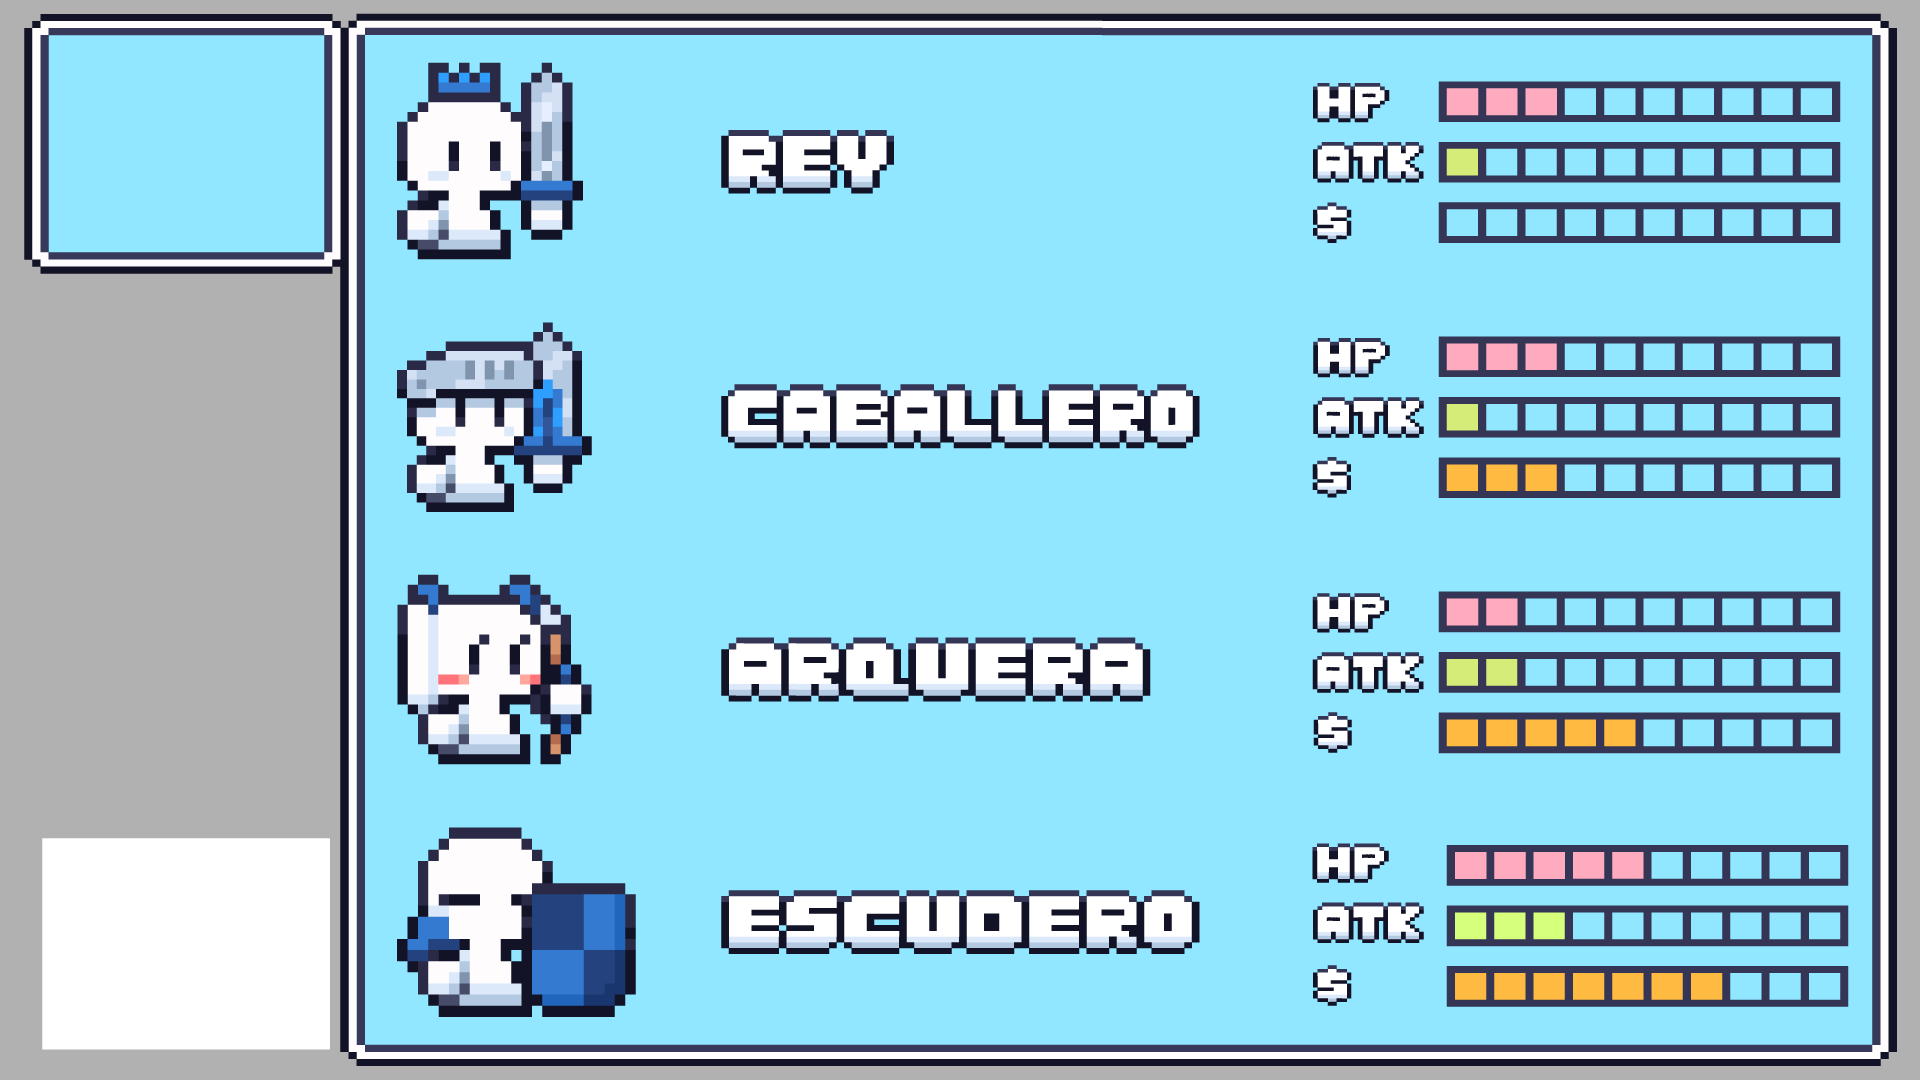 REY
HP
ATK
S
CABALLERO
HP
ATK
S
ARQUERA
HP
ATK
S
ESCUDERO
HP
ATK
S